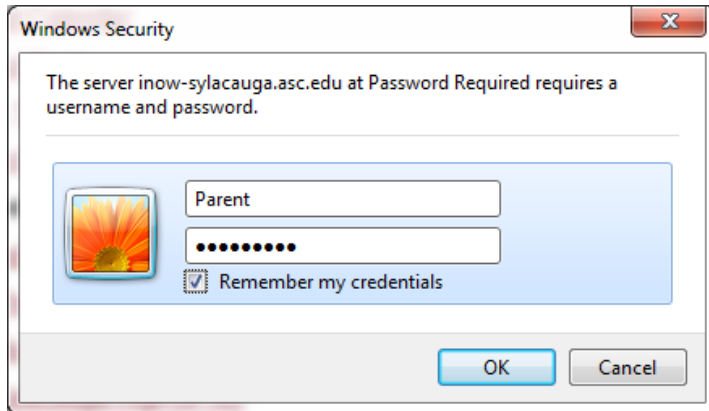 Windows Security
The server inow-sylacauga.asc.edu at Password Required requires a
username and password.
Parent
●●●●●●●●●
Remember my credentials
OK
Cancel